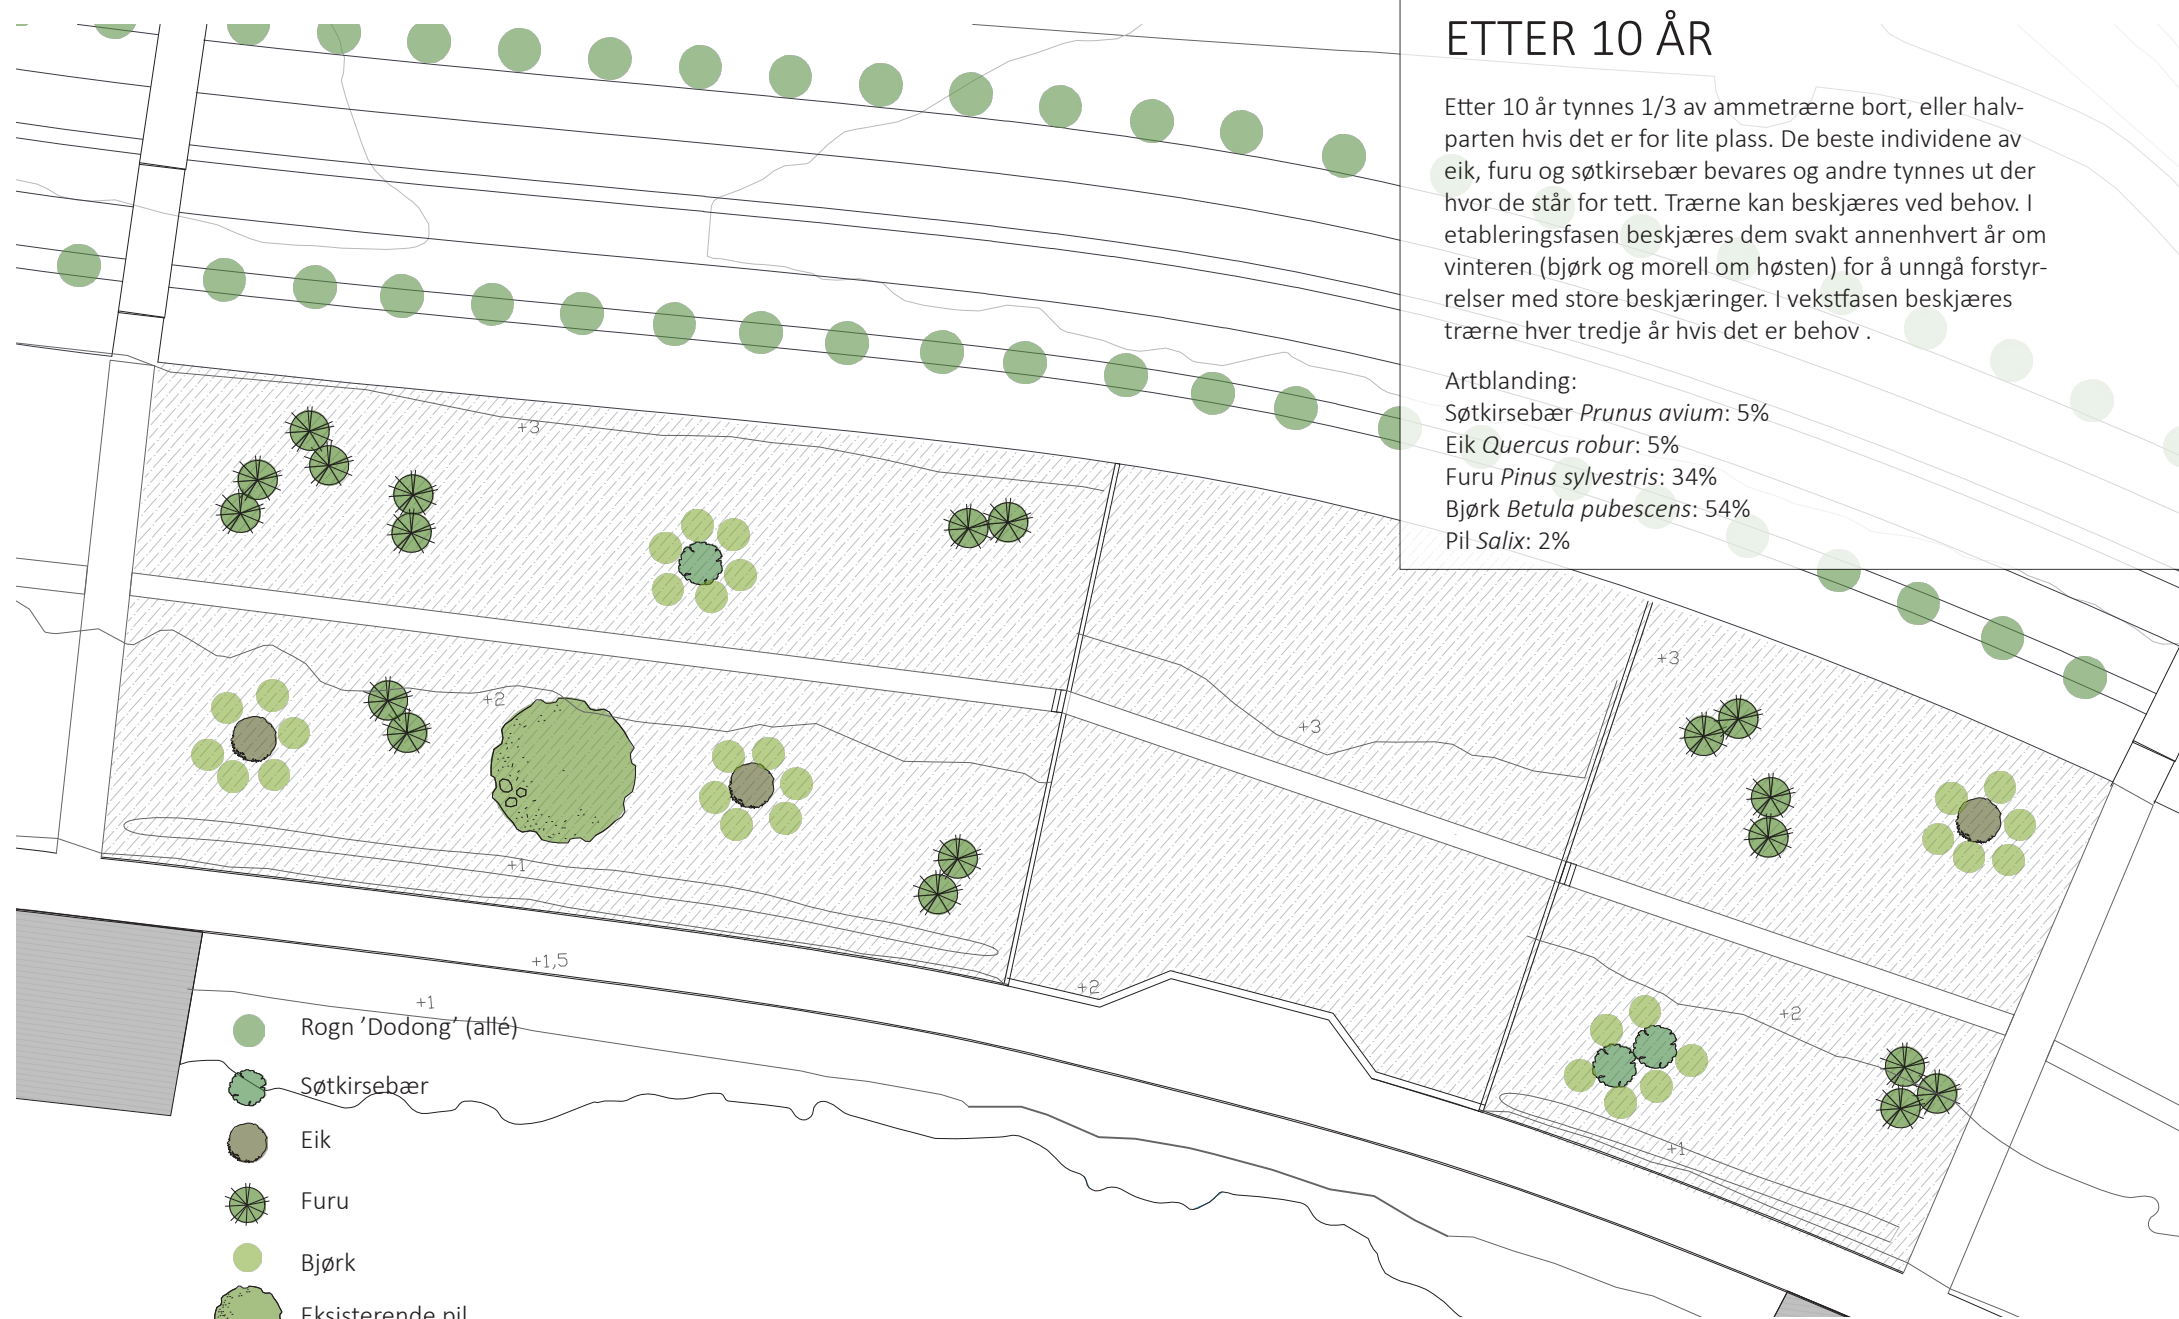 ETTER 10 ÅR
Etter 10 år tynnes 1/3 av ammetrærne bort, eller halv-
parten hvis det er for lite plass. De beste individene av
eik, furu og søtkirsebær bevares og andre tynnes ut der
hvor de står for tett. Trærne kan beskjæres ved behov. I
etableringsfasen beskjæres dem svakt annenhvert år om
vinteren (bjørk og morell om høsten) for å unngå forstyr-
relser med store beskjæringer. I vekstfasen beskjæres
trærne hver tredje år hvis det er behov .
Artblanding:
Søtkirsebær Prunus avium: 5%
Eik Quercus robur: 5%
Furu Pinus sylvestris: 34%
Bjørk Betula pubescens: 54%
Pil Salix: 2%
+3
+3
+2
+3
+1
+1,5
+2
+1
+2
+1
Rogn ’Dodong’ (allé)
Søtkirsebær
Eik
Furu
Bjørk
Eksisterende pil